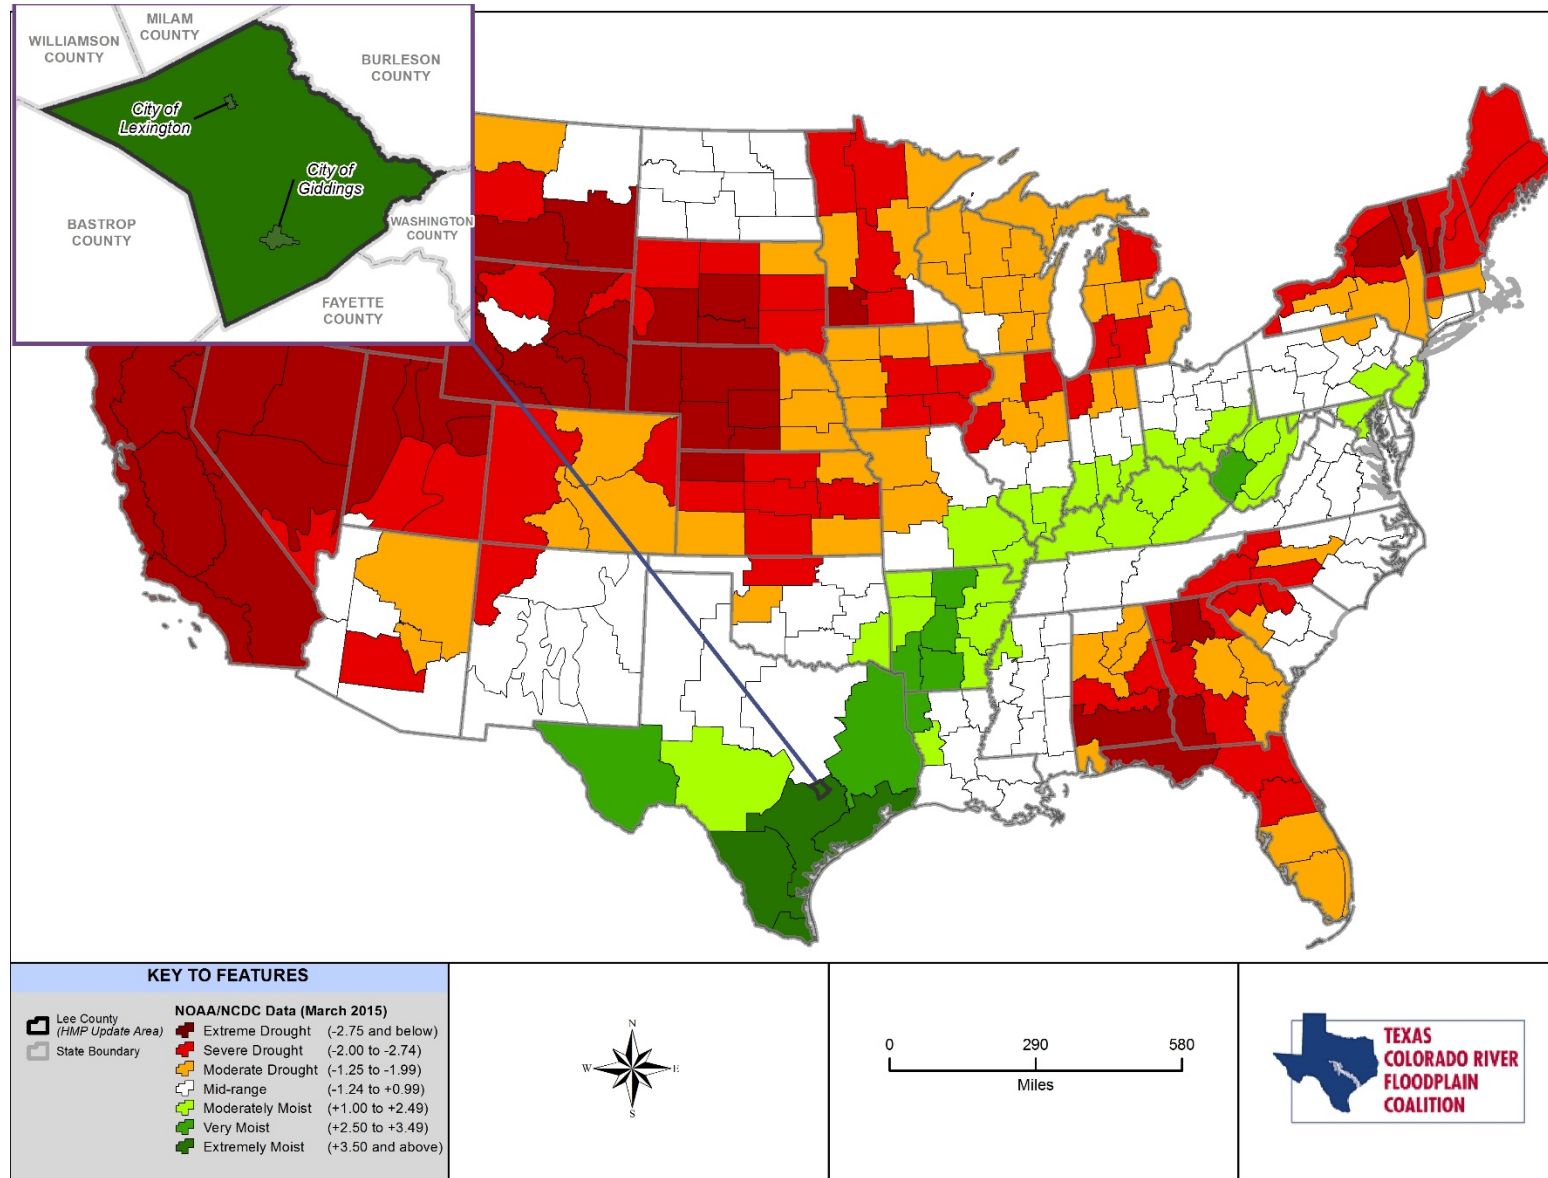 MILAM
COUNTY
WILLIAMSON
COUNTY
BURLESON
COUNTY
City of
Lexington
City of
Giddings
BASTROP
COUNTY
WASHINGTON
COUNTY
FAYETTE
COUNTY
KEY TO FEATURES
Lee County
(HMP Update Area)
State Boundary
NOAA/NCDC Data (March 2015)
Extreme Drought (-2.75 and below)
Severe Drought (-2.00 to -2.74)
Moderate Drought (-1.25 to -1.99)
Mid-range (-1.24 to +0.99)
Moderately Moist (+1.00 to +2.49)
Very Moist (+2.50 to +3.49)
Extremely Moist (+3.50 and above)
N
W E
S
0 290 580
Miles
TEXAS
COLORADO RIVER
FLOODPLAIN
COALITION